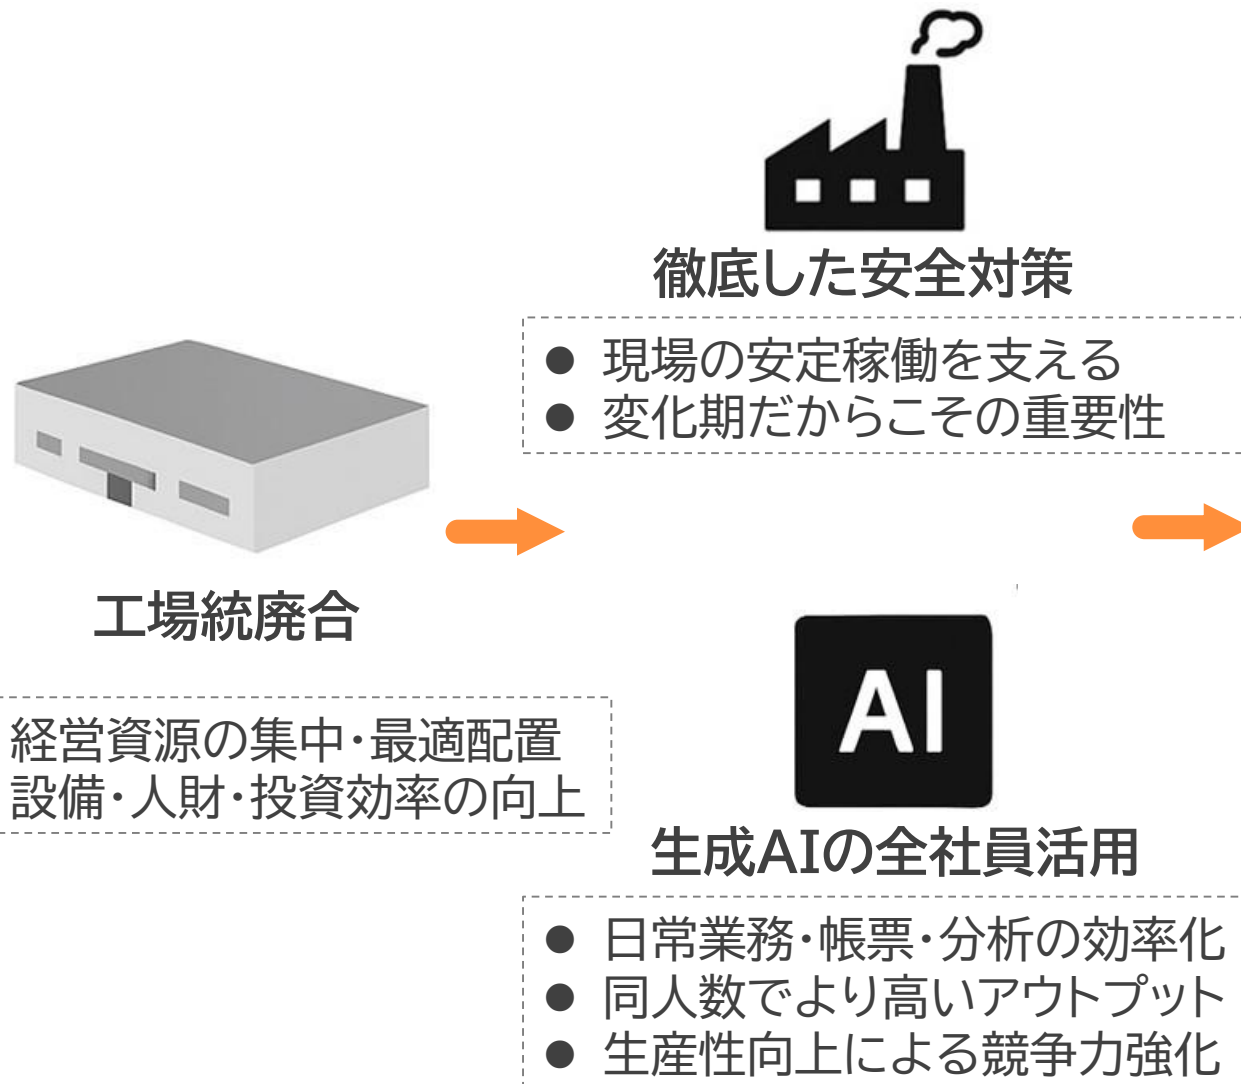 徹底した安全対策
● 現場の安定稼働を支える
● 変化期だからこその重要性
工場統廃合
経営資源の集中・最適配置
設備・人財・投資効率の向上
AI
生成AIの全社員活用
● 日常業務・帳票・分析の効率化
● 同人数でより高いアウトプット
● 生産性向上による競争力強化